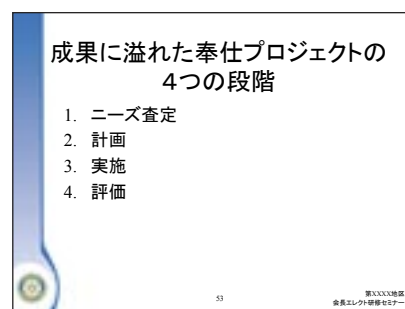 成果に溢れた奉仕プロジェクトの
４つの段階
1. ニーズ査定
2. 計画
3. 実施
4. 評価
53
第XXXX地区
会長エレクト研修セミナー